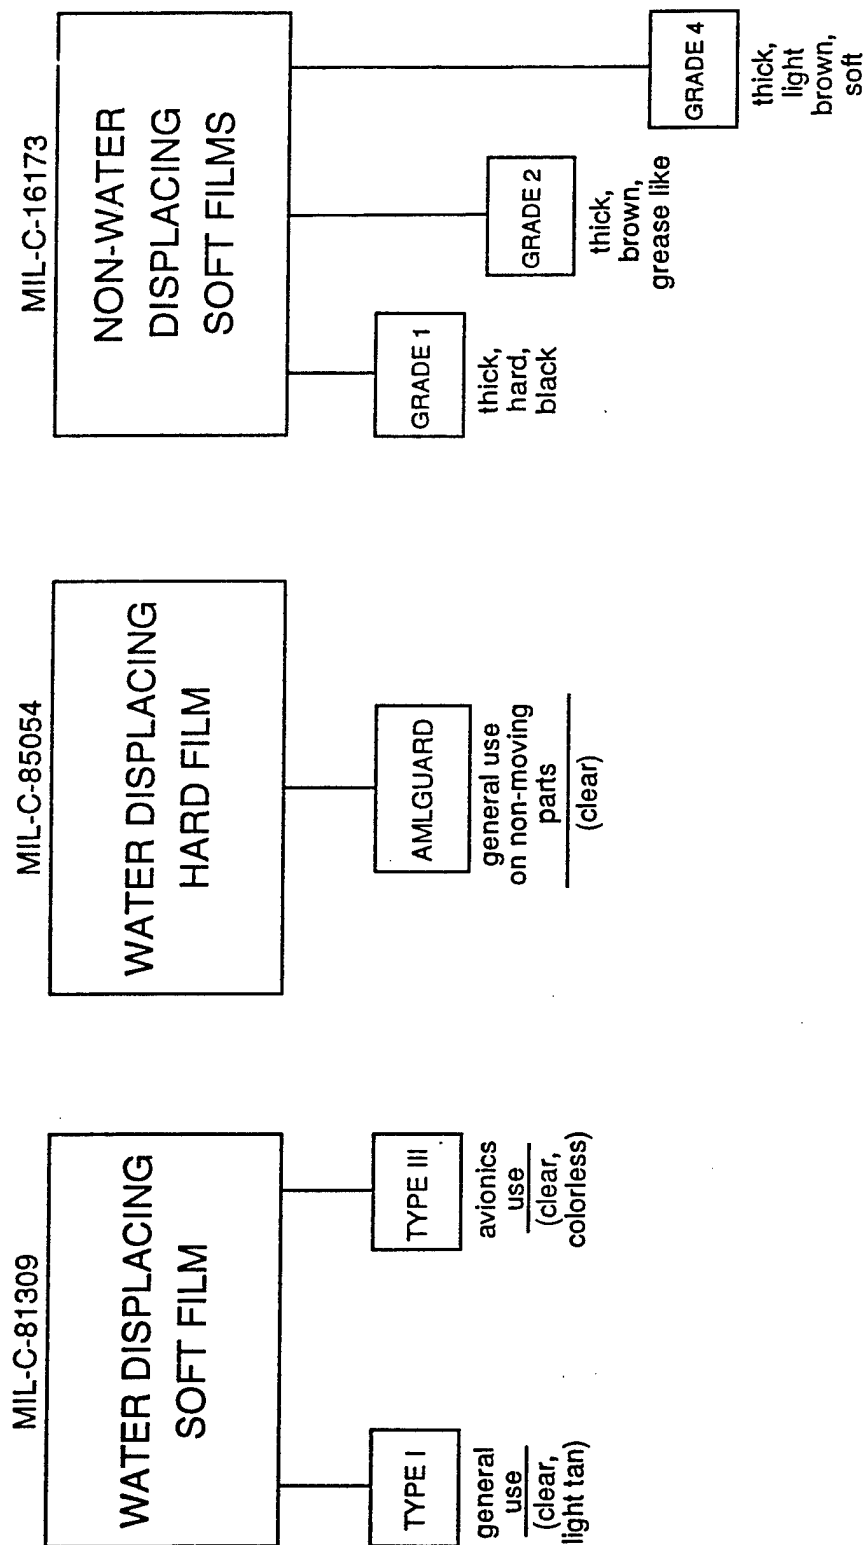 MIL-C-81309
WATER DISPLACING
SOFT FILM
TYPE I
general
use
(clear,
light tan)
TYPE III
avionics
use
(clear,
colorless)
MIL-C-85054
WATER DISPLACING
HARD FILM
AMLGUARD
general use
on non-moving
parts
(clear)
MIL-C-16173
NON-WATER
DISPLACING
SOFT FILMS
GRADE 1
thick,
hard,
black
GRADE 2
thick,
brown,
grease like
GRADE 4
thick,
light
brown,
soft